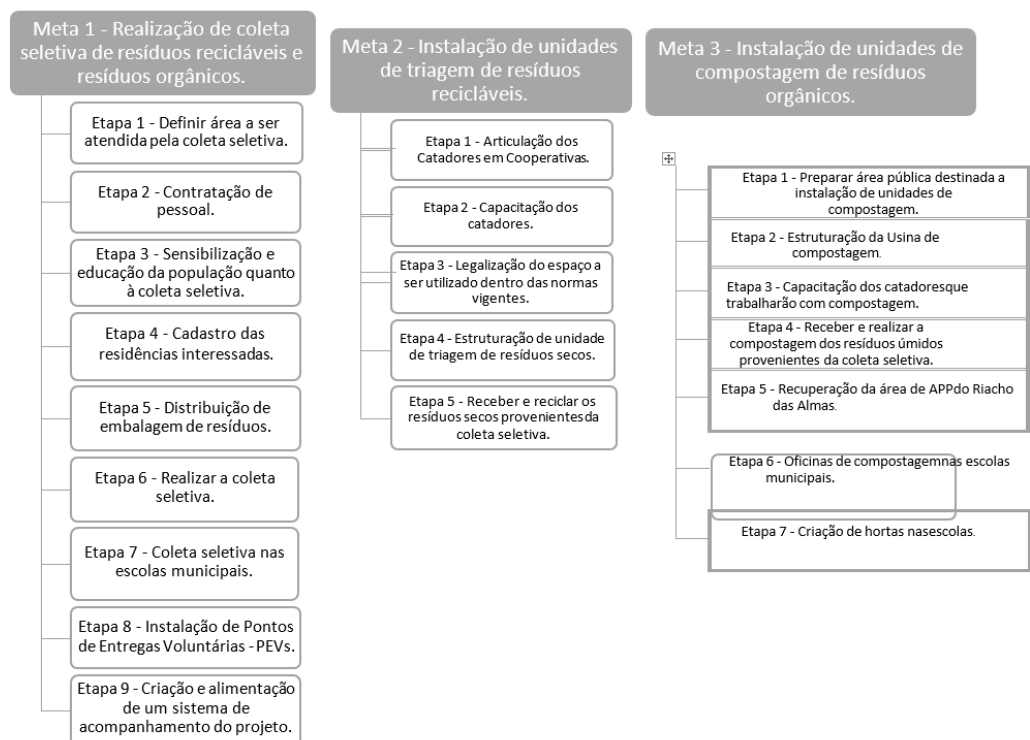 Meta 1 - Realização de coleta
seletiva de resíduos recicláveis e
resíduos orgânicos.
Etapa 1 - Definir área a ser
atendida pela coleta seletiva.
Etapa 2 - Contratação de
pessoal.
Etapa 3 - Sensibilização e
educação da população quanto
à coleta seletiva.
Etapa 4 - Cadastro das
residências interessadas.
Etapa 5 - Distribuição de
embalagem de resíduos.
Etapa 6 - Realizar a coleta
seletiva.
Etapa 7 - Coleta seletiva nas
escolas municipais.
Etapa 8 - Instalação de Pontos
de Entregas Voluntárias - PEVs.
Etapa 9 - Criação e alimentação
de um sistema de
acompanhamento do projeto.
Meta 2 - Instalação de unidades
de triagem de resíduos
recicláveis.
Etapa 1 - Articulação dos
Catadores em Cooperativas.
Etapa 2 - Capacitação dos
catadores.
Etapa 3 - Legalização do espaço a
ser utilizado dentro das normas
vigentes.
Etapa 4 - Estruturação de unidade
de triagem de resíduos secos.
Etapa 5 - Receber e reciclar os
resíduos secos provenientes da
coleta seletiva.
Meta 3 - Instalação de unidades de
compostagem de resíduos
orgânicos.
Etapa 1 - Preparar área pública destinada a
instalação de unidades de
compostagem.
Etapa 2 - Estruturação da Usina de
compostagem.
Etapa 3 - Capacitação dos catadoresque
trabalharão com compostagem.
Etapa 4 - Receber e realizar a
compostagem dos resíduos úmidos
provenientes da coleta seletiva.
Etapa 5 - Recuperação da área de APPdo Riacho
das Almas.
Etapa 6 - Oficinas de compostagemnas escolas
municipais.
Etapa 7 - Criação de hortas nasescolas.